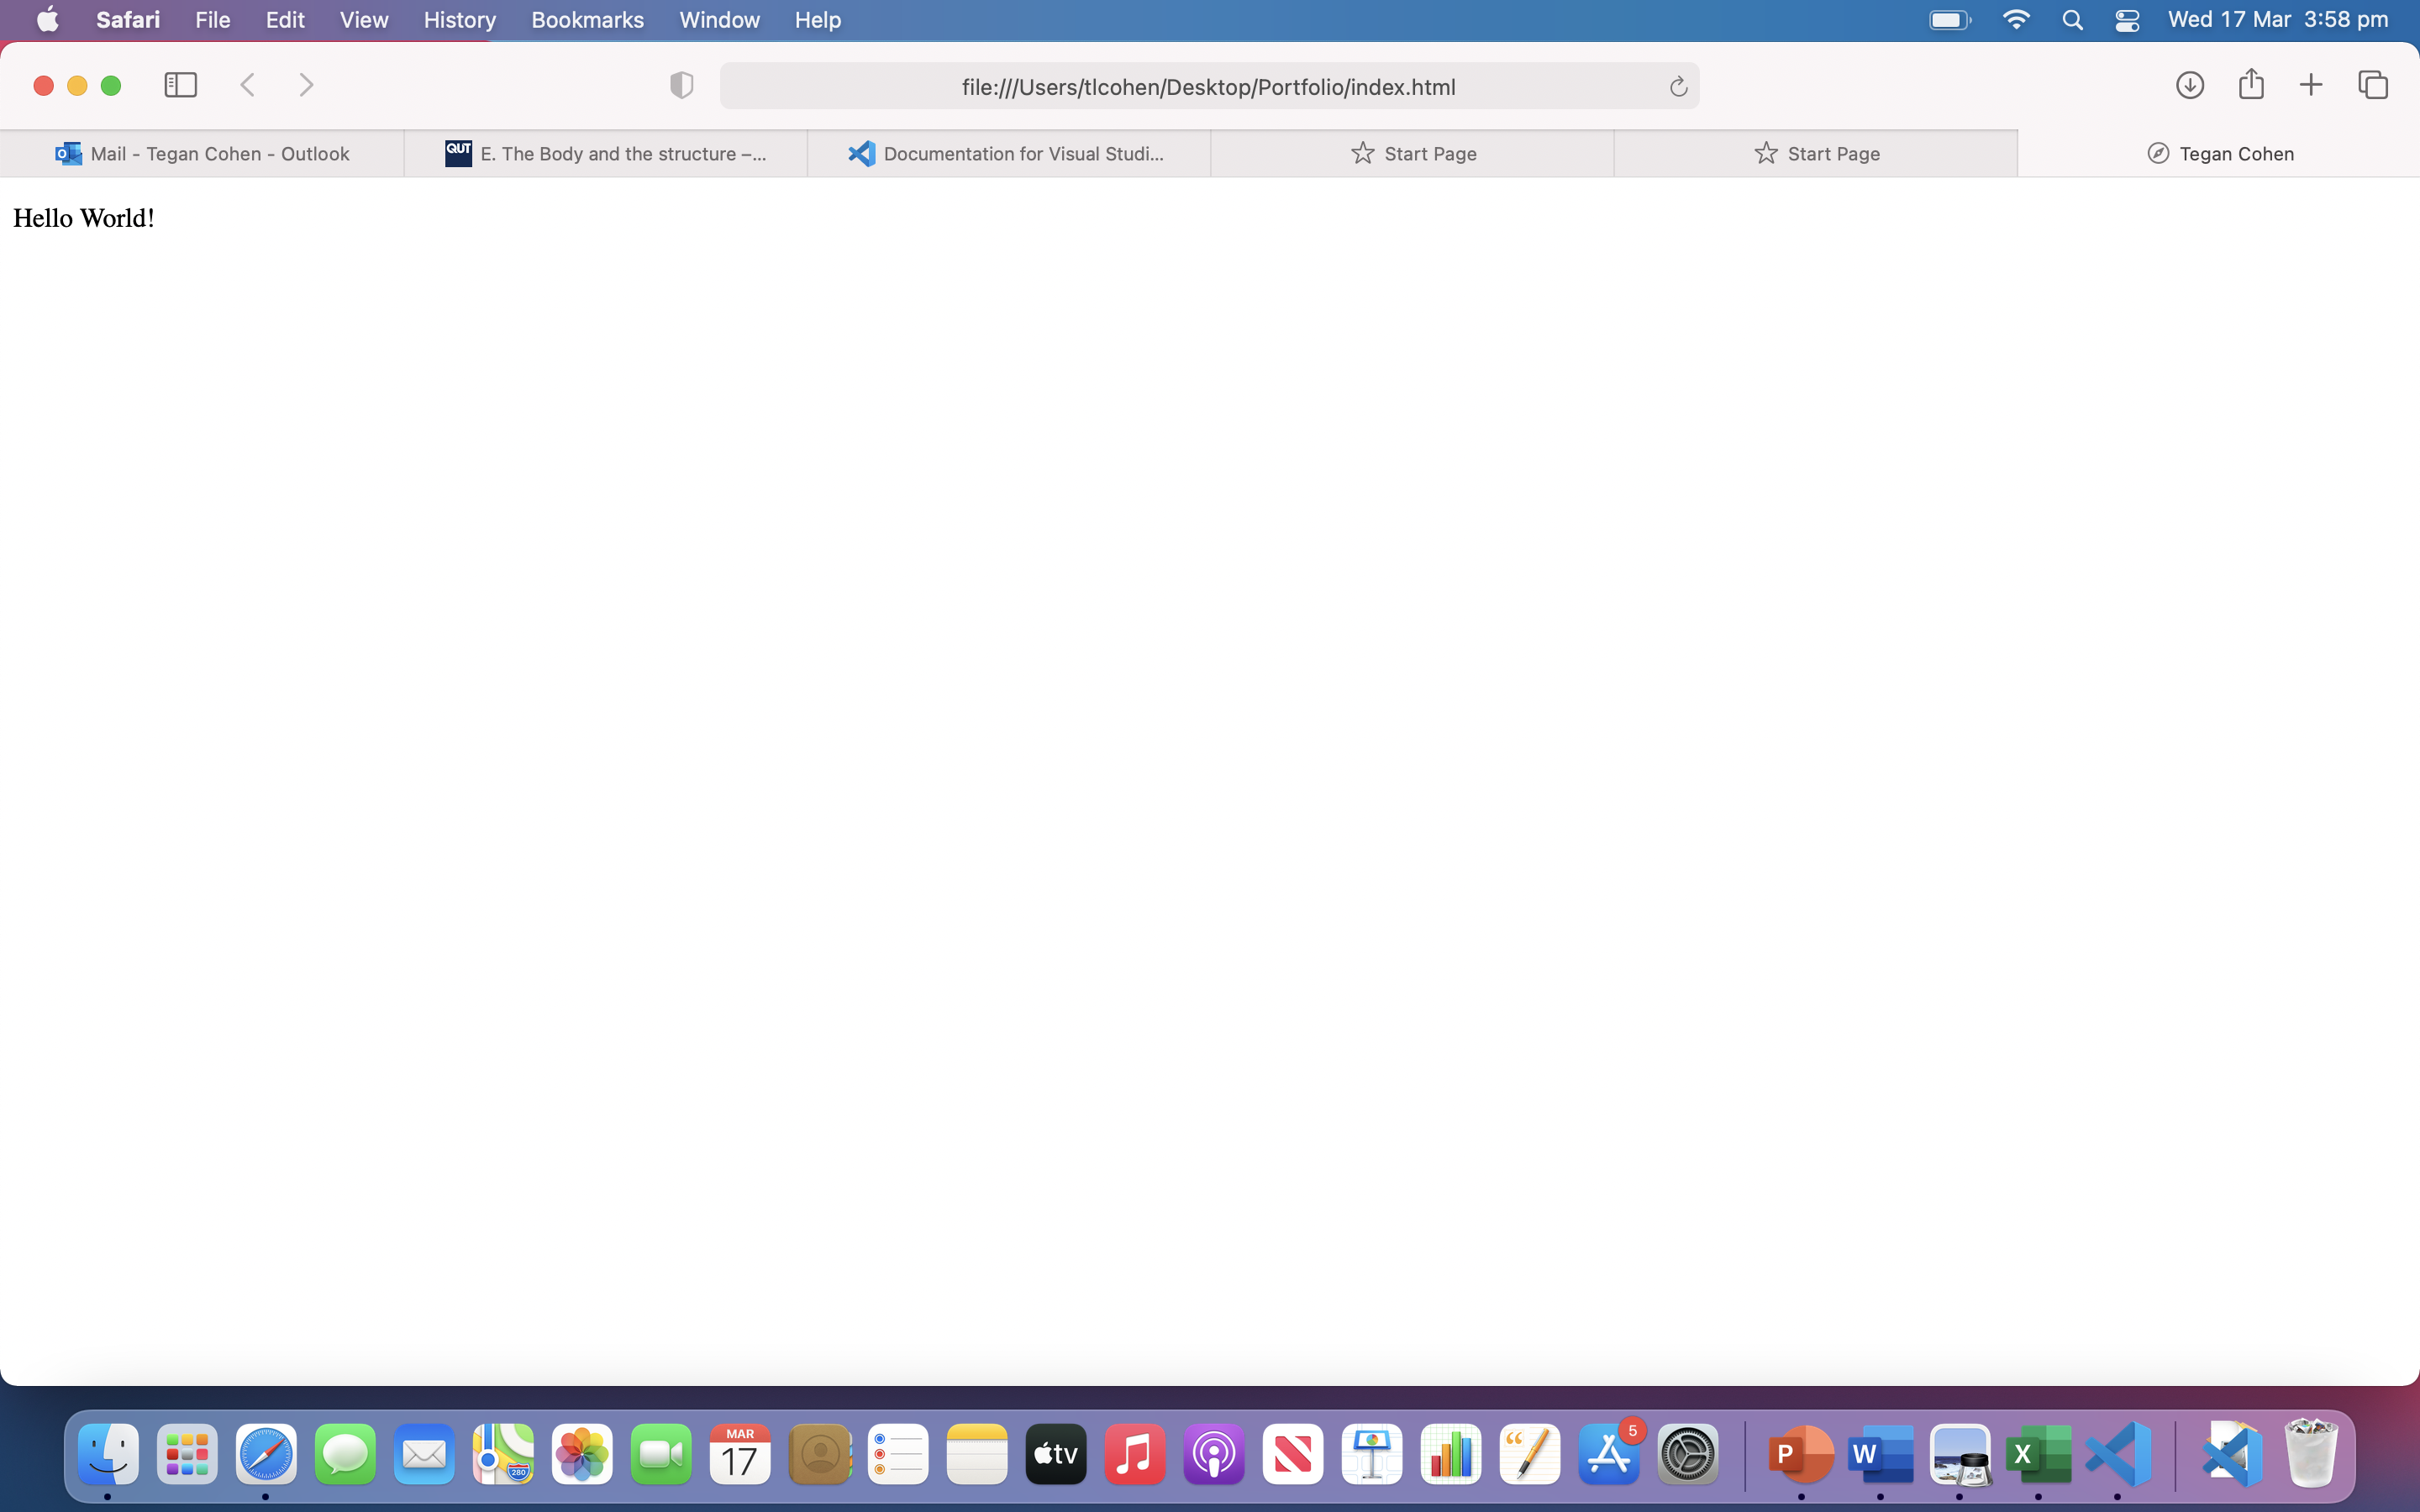 Safari File Edit View History Bookmarks Window Help Wed 17 Mar 3:58 pm
file:///Users/tlcohen/Desktop/Portfolio/index.html
Mail - Tegan Cohen - Outlook QUT E. The Body and the structure –... Documentation for Visual Studi... Start Page Start Page Tegan Cohen
Hello World!
MAR
17
280
tv
5
P
W
X